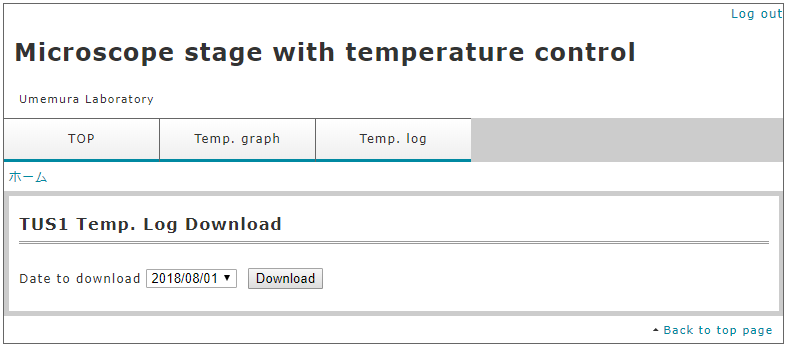 Log out
Microscope stage with temperature control
Umemura Laboratory
TOP Temp. graph Temp. log
ホーム
TUS1 Temp. Log Download
Date to download 2018/08/01 Download
Back to top page